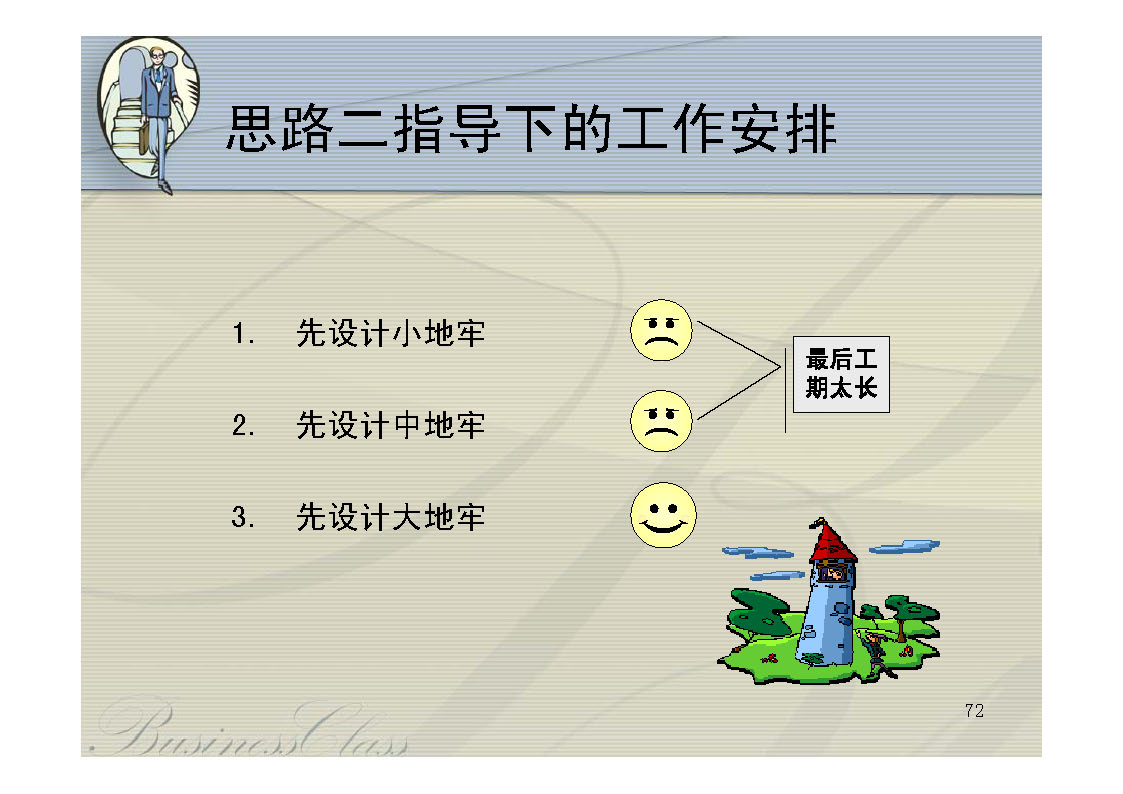 思路二指导下的工作安排
1. 先设计小地牢
最后工
期太长
2. 先设计中地牢
3. 先设计大地牢
72
BusinessClass